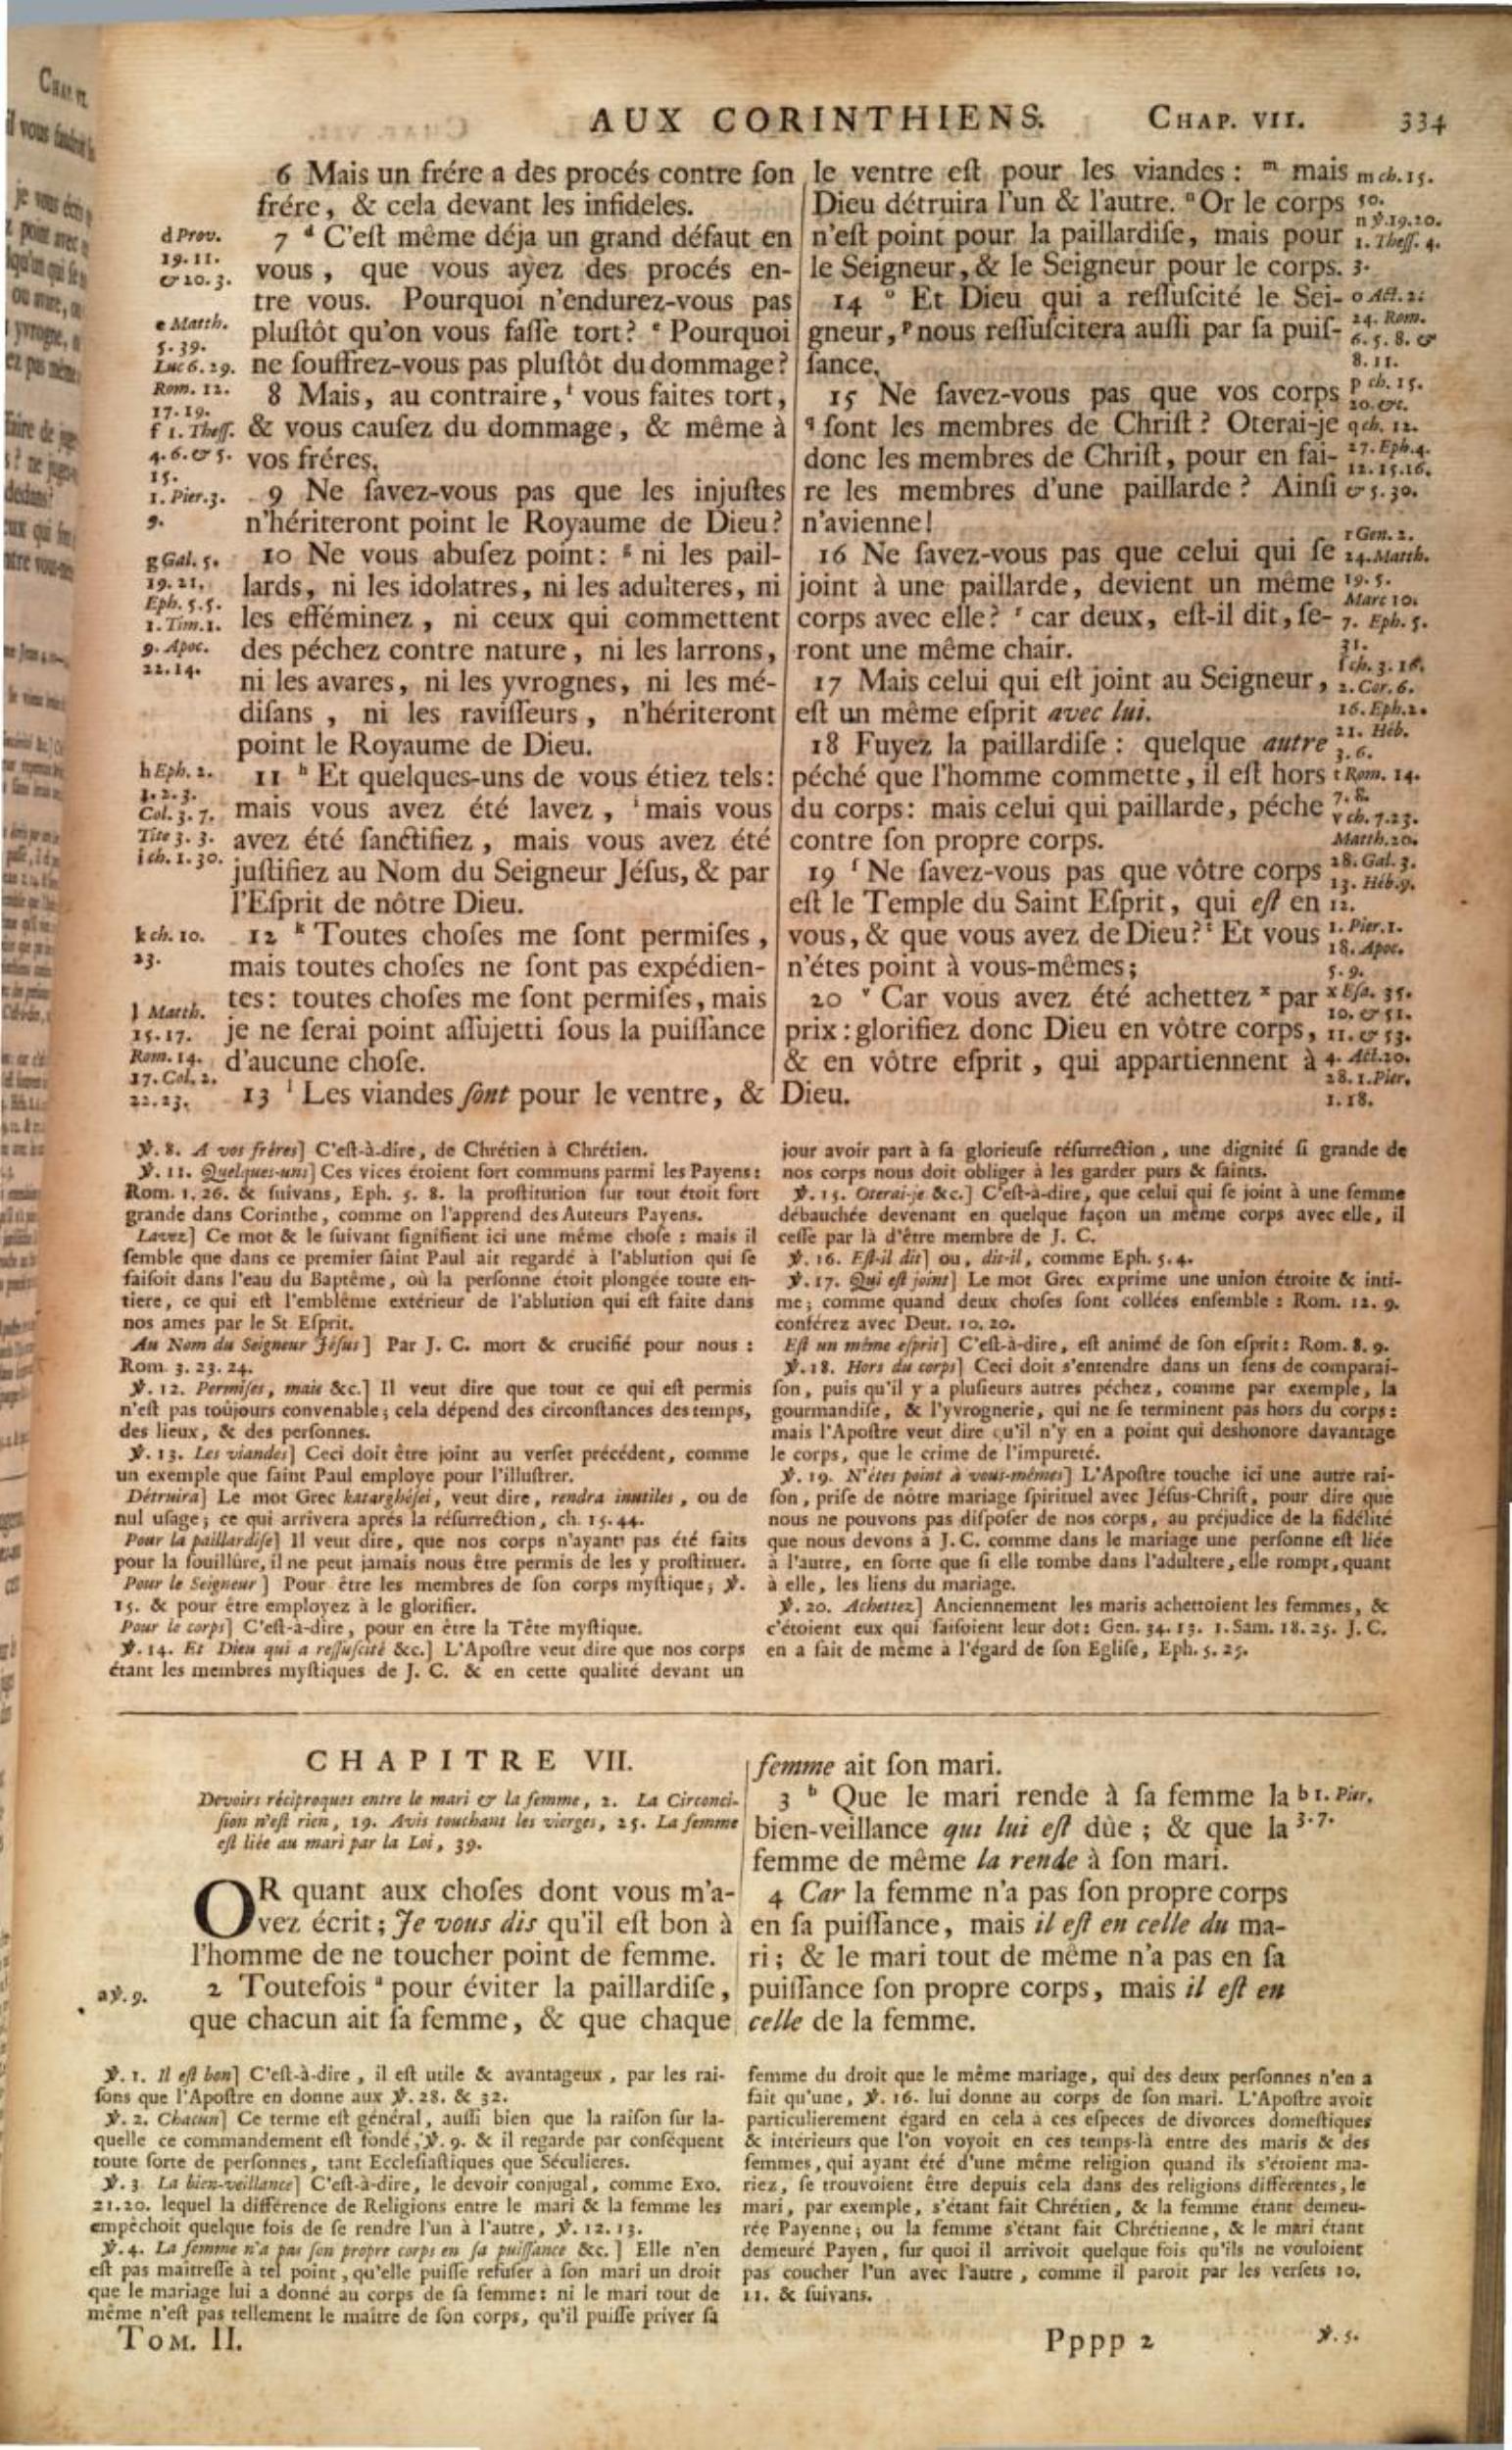 AUX CORINTHIENS. CHAP. VII. 334
6 Mais un frére a des procés contre ſon
frére, & cela devant les infideles.
7 ᵈ C'eſt même déja un grand défaut en
vous, que vous ayez des procés en-
tre vous. Pourquoi n'endurez-vous pas
pluſtôt qu'on vous faſſe tort? ᵉ Pourquoi
ne ſouffrez-vous pas pluſtôt du dommage?
8 Mais, au contraire, ᶠ vous faites tort,
& vous cauſez du dommage, & même à
vos fréres.
9 Ne ſavez-vous pas que les injuſtes
n'hériteront point le Royaume de Dieu?
10 Ne vous abuſez point: ᵍ ni les pail-
lards, ni les idolatres, ni les adulteres, ni
les efféminez, ni ceux qui commettent
des péchez contre nature, ni les larrons,
ni les avares, ni les yvrognes, ni les mé-
diſans, ni les raviſſeurs, n'hériteront
point le Royaume de Dieu.
11 ʰ Et quelques-uns de vous étiez tels:
mais vous avez été lavez, ⁱ mais vous
avez été ſanctifiez, mais vous avez été
juſtifiez au Nom du Seigneur Jéſus, & par
l'Eſprit de nôtre Dieu.
12 ᵏ Toutes choſes me ſont permiſes,
mais toutes choſes ne ſont pas expédien-
tes: toutes choſes me ſont permiſes, mais
je ne ſerai point aſſujetti ſous la puiſſance
d'aucune choſe.
13 ˡ Les viandes ſont pour le ventre, &
d Prov.
19. 11.
& 20. 3.
e Matth.
5. 39.
Luc 6. 29.
Rom. 12.
17. 19.
f 1. Theſſ.
4. 6. & 5.
15.
1. Pier. 3.
9.
g Gal. 5.
19. 21.
Eph. 5. 5.
1. Tim. 1.
9. Apoc.
22. 14.
h Eph. 2.
1. 2. 3.
Col. 3. 7.
Tite 3. 3.
i ch. 1. 30.
k ch. 10.
23.
l Matth.
15. 17.
Rom. 14.
17. Col. 2.
22. 23.
le ventre eſt pour les viandes: ᵐ mais
Dieu détruira l'un & l'autre. ⁿ Or le corps
n'eſt point pour la paillardiſe, mais pour
le Seigneur, & le Seigneur pour le corps.
14 ᵒ Et Dieu qui a reſſuſcité le Sei-
gneur, ᵖ nous reſſuſcitera auſſi par ſa puiſ-
ſance.
15 Ne ſavez-vous pas que vos corps
q ſont les membres de Chriſt? Oterai-je
donc les membres de Chriſt, pour en fai-
re les membres d'une paillarde? Ainſi
n'avienne!
16 Ne ſavez-vous pas que celui qui ſe
joint à une paillarde, devient un même
corps avec elle? ʳ car deux, eſt-il dit, ſe-
ront une même chair.
17 Mais celui qui eſt joint au Seigneur,
eſt un même eſprit avec lui.
18 Fuyez la paillardiſe: quelque autre
péché que l'homme commette, il eſt hors
du corps: mais celui qui paillarde, péche
contre ſon propre corps.
19 ſ Ne ſavez-vous pas que vôtre corps
eſt le Temple du Saint Eſprit, qui eſt en
vous, & que vous avez de Dieu? ᵗ Et vous
n'étes point à vous-mêmes;
20 ᵛ Car vous avez été achettez ˣ par
prix: glorifiez donc Dieu en vôtre corps,
& en vôtre eſprit, qui appartiennent à
Dieu.
m ch. 15.
50.
n ℣. 19. 20.
1. Theſſ. 4.
3.
o Act. 2:
24. Rom.
6. 5. 8. &
8. 11.
p ch. 15.
20. &c.
q ch. 12.
27. Eph. 4.
12. 15. 16.
& 5. 30.
r Gen. 2.
24. Matth.
19. 5.
Marc 10.
7. Eph. 5.
31.
ſ ch. 3. 16.
2. Cor. 6.
16. Eph. 2.
21. Héb.
3. 6.
t Rom. 14.
7. 8.
v ch. 7. 23.
Matth. 20.
28. Gal. 3.
13. Héb. 9.
12.
1. Pier. 1.
18. Apoc.
5. 9.
x Eſa. 35.
10. & 51.
11. & 53.
4. Act. 20.
28. 1. Pier.
1. 18.
℣. 8. A vos fréres] C'eſt-à-dire, de Chrétien à Chrétien.
℣. 11. Quelques-uns] Ces vices étoient fort communs parmi les Payens:
Rom. 1. 26. & ſuivans, Eph. 5. 8. la proſtitution ſur tout étoit fort
grande dans Corinthe, comme on l'apprend des Auteurs Payens.
Lavez] Ce mot & le ſuivant ſignifient ici une même choſe: mais il
ſemble que dans ce premier ſaint Paul ait regardé à l'ablution qui ſe
faiſoit dans l'eau du Baptême, où la perſonne étoit plongée toute en-
tiere, ce qui eſt l'emblême extérieur de l'ablution qui eſt faite dans
nos ames par le St. Eſprit.
Au Nom du Seigneur Jéſus] Par J. C. mort & crucifié pour nous:
Rom. 3. 23. 24.
℣. 12. Permiſes, mais &c.] Il veut dire que tout ce qui eſt permis
n'eſt pas toûjours convenable; cela dépend des circonſtances des temps,
des lieux, & des perſonnes.
℣. 13. Les viandes] Ceci doit être joint au verſet précédent, comme
un exemple que ſaint Paul employe pour l'illuſtrer.
Détruira] Le mot Grec katarghéſei, veut dire, rendra inutiles, ou de
nul uſage; ce qui arrivera aprés la réſurrection, ch. 15. 44.
Pour la paillardiſe] Il veut dire, que nos corps n'ayant pas été faits
pour la ſouillûre, il ne peut jamais nous être permis de les y proſtituer.
Pour le Seigneur] Pour être les membres de ſon corps myſtique; ℣.
15. & pour être employez à le glorifier.
Pour le corps] C'eſt-à-dire, pour en être la Tête myſtique.
℣. 14. Et Dieu qui a reſſuſcité &c.] L'Apoſtre veut dire que nos corps
étant les membres myſtiques de J. C. & en cette qualité devant un
jour avoir part à ſa glorieuſe réſurrection, une dignité ſi grande de
nos corps nous doit obliger à les garder purs & ſaints.
℣. 15. Oterai-je &c.] C'eſt-à-dire, que celui qui ſe joint à une femme
débauchée devenant en quelque façon un même corps avec elle, il
ceſſe par là d'être membre de J. C.
℣. 16. Eſt-il dit] ou, dit-il, comme Eph. 5. 4.
℣. 17. Qui eſt joint] Le mot Grec exprime une union étroite & inti-
me; comme quand deux choſes ſont collées enſemble: Rom. 12. 9.
conférez avec Deut. 10. 20.
Eſt un même eſprit] C'eſt-à-dire, eſt animé de ſon eſprit: Rom. 8. 9.
℣. 18. Hors du corps] Ceci doit s'entendre dans un ſens de comparai-
ſon, puis qu'il y a pluſieurs autres péchez, comme par exemple, la
gourmandiſe, & l'yvrognerie, qui ne ſe terminent pas hors du corps:
mais l'Apoſtre veut dire qu'il n'y en a point qui deshonore davantage
le corps, que le crime de l'impureté.
℣. 19. N'étes point à vous-mêmes] L'Apoſtre touche ici une autre rai-
ſon, priſe de nôtre mariage ſpirituel avec Jéſus-Chriſt, pour dire que
nous ne pouvons pas diſpoſer de nos corps, au préjudice de la fidélité
que nous devons à J. C. comme dans le mariage une perſonne eſt liée
à l'autre, en ſorte que ſi elle tombe dans l'adultere, elle rompt, quant
à elle, les liens du mariage.
℣. 20. Achettez] Anciennement les maris achettoient les femmes, &
c'étoient eux qui faiſoient leur dot: Gen. 34. 13. 1. Sam. 18. 25. J. C.
en a fait de même à l'égard de ſon Egliſe, Eph. 5. 25.
CHAPITRE VII.
Devoirs réciproques entre le mari & la femme, 2. La Circonci-
ſion n'eſt rien, 19. Avis touchant les vierges, 25. La femme
eſt liée au mari par la Loi, 39.
OR quant aux choſes dont vous m'a-
vez écrit; Je vous dis qu'il eſt bon à
l'homme de ne toucher point de femme.
2 Toutefois ᵃ pour éviter la paillardiſe,
que chacun ait ſa femme, & que chaque
a ℣. 9.
femme ait ſon mari.
3 ᵇ Que le mari rende à ſa femme la
bien-veillance qui lui eſt dûe; & que la
femme de même la rende à ſon mari.
4 Car la femme n'a pas ſon propre corps
en ſa puiſſance, mais il eſt en celle du ma-
ri; & le mari tout de même n'a pas en ſa
puiſſance ſon propre corps, mais il eſt en
celle de la femme.
b 1. Pier.
3. 7.
℣. 1. Il eſt bon] C'eſt-à-dire, il eſt utile & avantageux, par les rai-
ſons que l'Apoſtre en donne aux ℣. 28. & 32.
℣. 2. Chacun] Ce terme eſt général, auſſi bien que la raiſon ſur la-
quelle ce commandement eſt fondé, ℣. 9. & il regarde par conſéquent
toute ſorte de perſonnes, tant Eccleſiaſtiques que Séculieres.
℣. 3. La bien-veillance] C'eſt-à-dire, le devoir conjugal, comme Exo.
21. 20. lequel la différence de Religions entre le mari & la femme les
empêchoit quelque fois de ſe rendre l'un à l'autre, ℣. 12. 13.
℣. 4. La femme n'a pas ſon propre corps en ſa puiſſance &c.] Elle n'en
eſt pas maitreſſe à tel point, qu'elle puiſſe refuſer à ſon mari un droit
que le mariage lui a donné au corps de ſa femme: ni le mari tout de
même n'eſt pas tellement le maître de ſon corps, qu'il puiſſe priver ſa
femme du droit que le même mariage, qui des deux perſonnes n'en a
fait qu'une, ℣. 16. lui donne au corps de ſon mari. L'Apoſtre avoit
particulierement égard en cela à ces eſpeces de divorces domeſtiques
& intérieurs que l'on voyoit en ces temps-là entre des maris & des
femmes, qui ayant été d'une même religion quand ils s'étoient ma-
riez, ſe trouvoient être depuis cela dans des religions différentes, le
mari, par exemple, s'étant fait Chrétien, & la femme étant demeu-
rée Payenne; ou la femme s'étant fait Chrétienne, & le mari étant
demeuré Payen, ſur quoi il arrivoit quelque fois qu'ils ne vouloient
pas coucher l'un avec l'autre, comme il paroit par les verſets 10.
11. & ſuivans.
TOM. II. Pppp 2 ℣. 5.